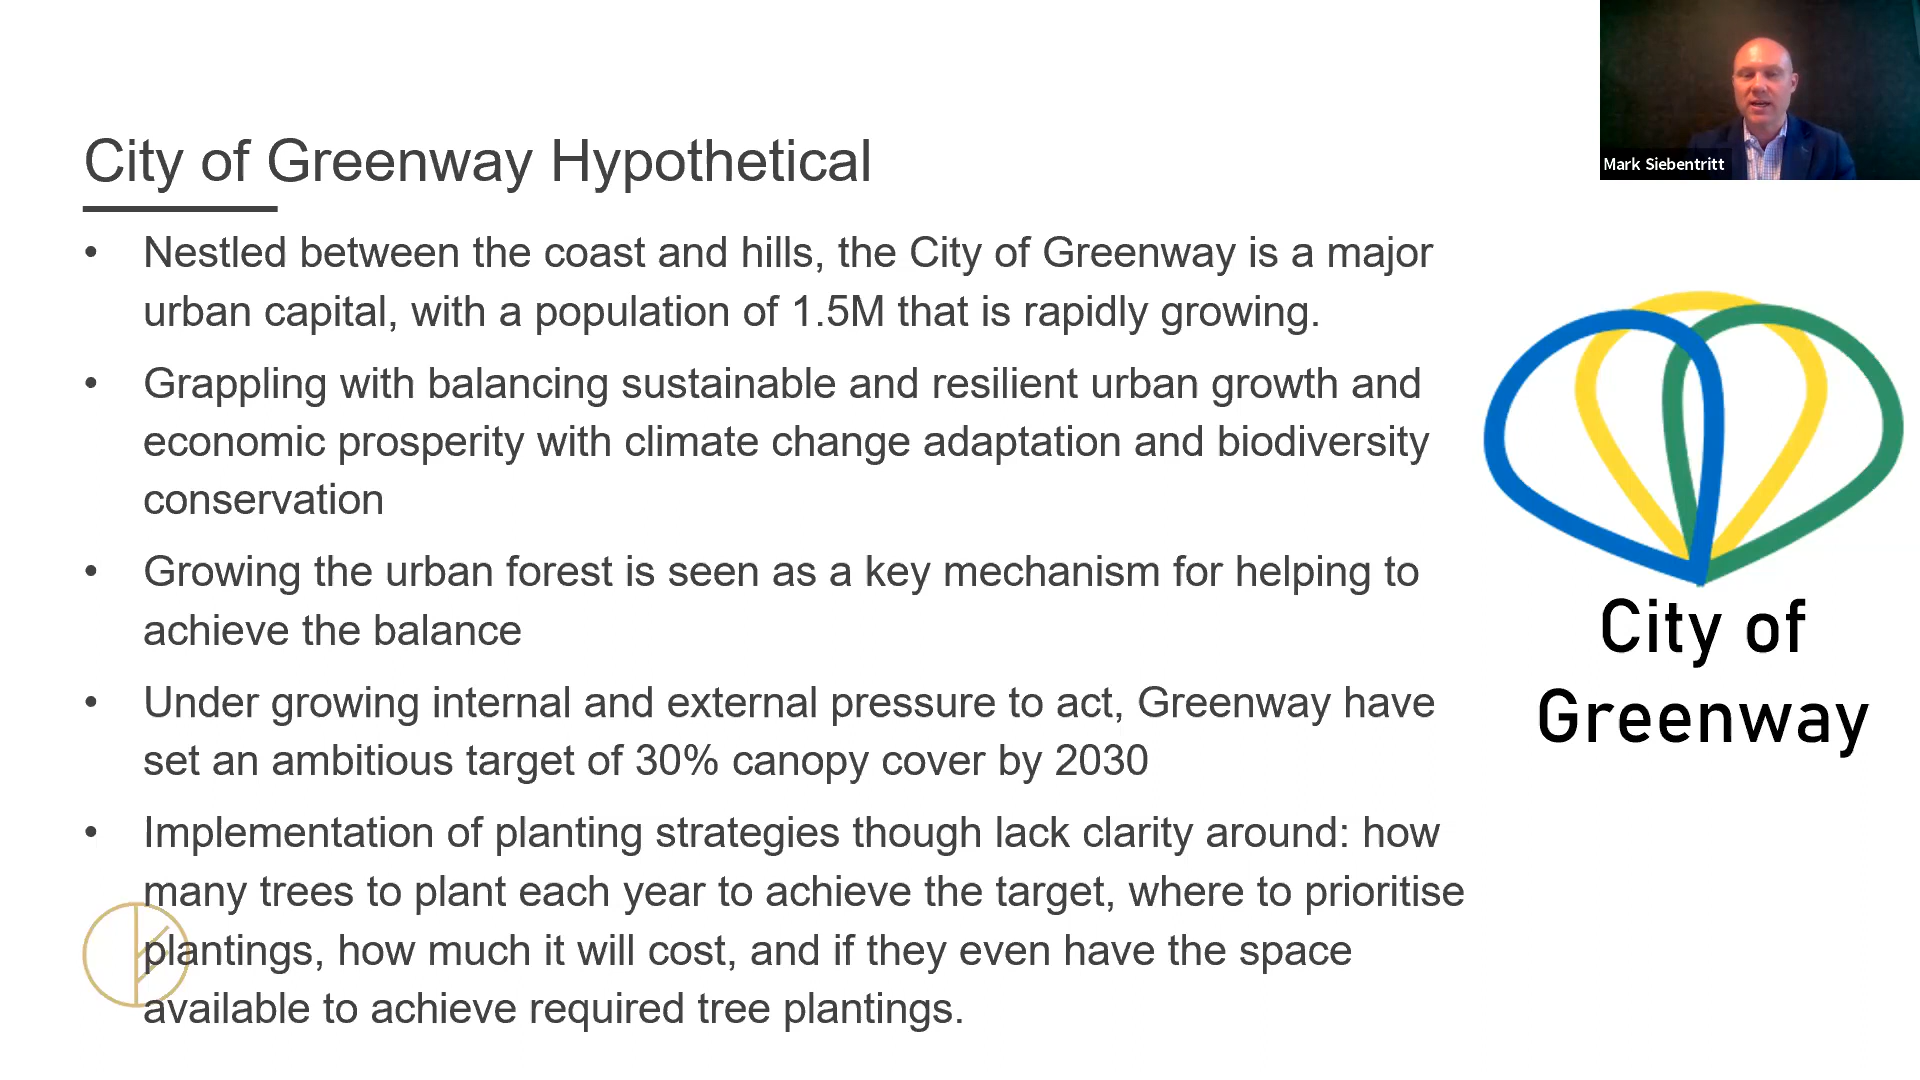 City of Greenway Hypothetical
• Nestled between the coast and hills, the City of Greenway is a major
urban capital, with a population of 1.5M that is rapidly growing.
• Grappling with balancing sustainable and resilient urban growth and
economic prosperity with climate change adaptation and biodiversity
conservation
• Growing the urban forest is seen as a key mechanism for helping to
achieve the balance
• Under growing internal and external pressure to act, Greenway have
set an ambitious target of 30% canopy cover by 2030
• Implementation of planting strategies though lack clarity around: how
many trees to plant each year to achieve the target, where to prioritise
plantings, how much it will cost, and if they even have the space
available to achieve required tree plantings.
Mark Siebentritt
City of
Greenway